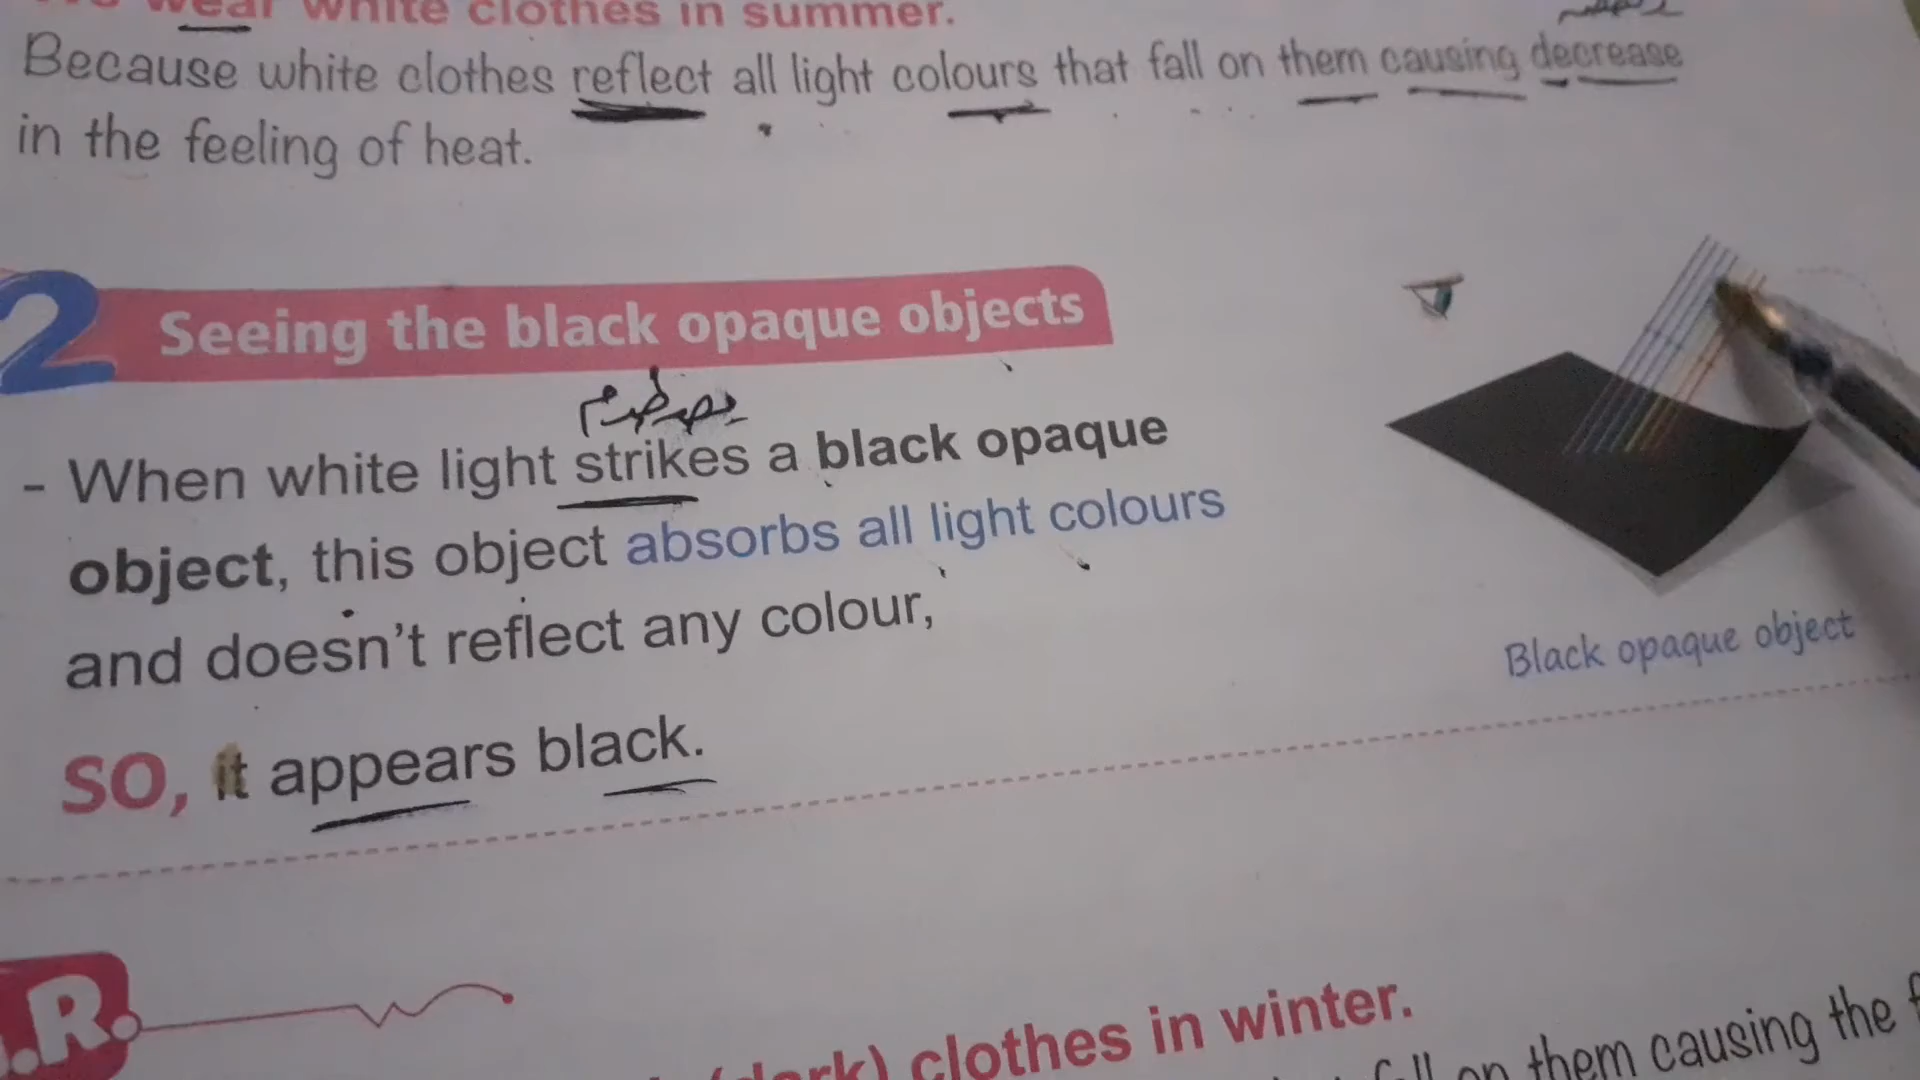 wear white clothes in summer.
Because white clothes reflect all light colours that fall on them causing decrease
in the feeling of heat.
2 Seeing the black opaque objects
يصطدم
- When white light strikes a black opaque
object, this object absorbs all light colours
and doesn't reflect any colour,
SO, it appears black.
Black opaque object
.R.
(dark) clothes in winter.
fall on them causing the